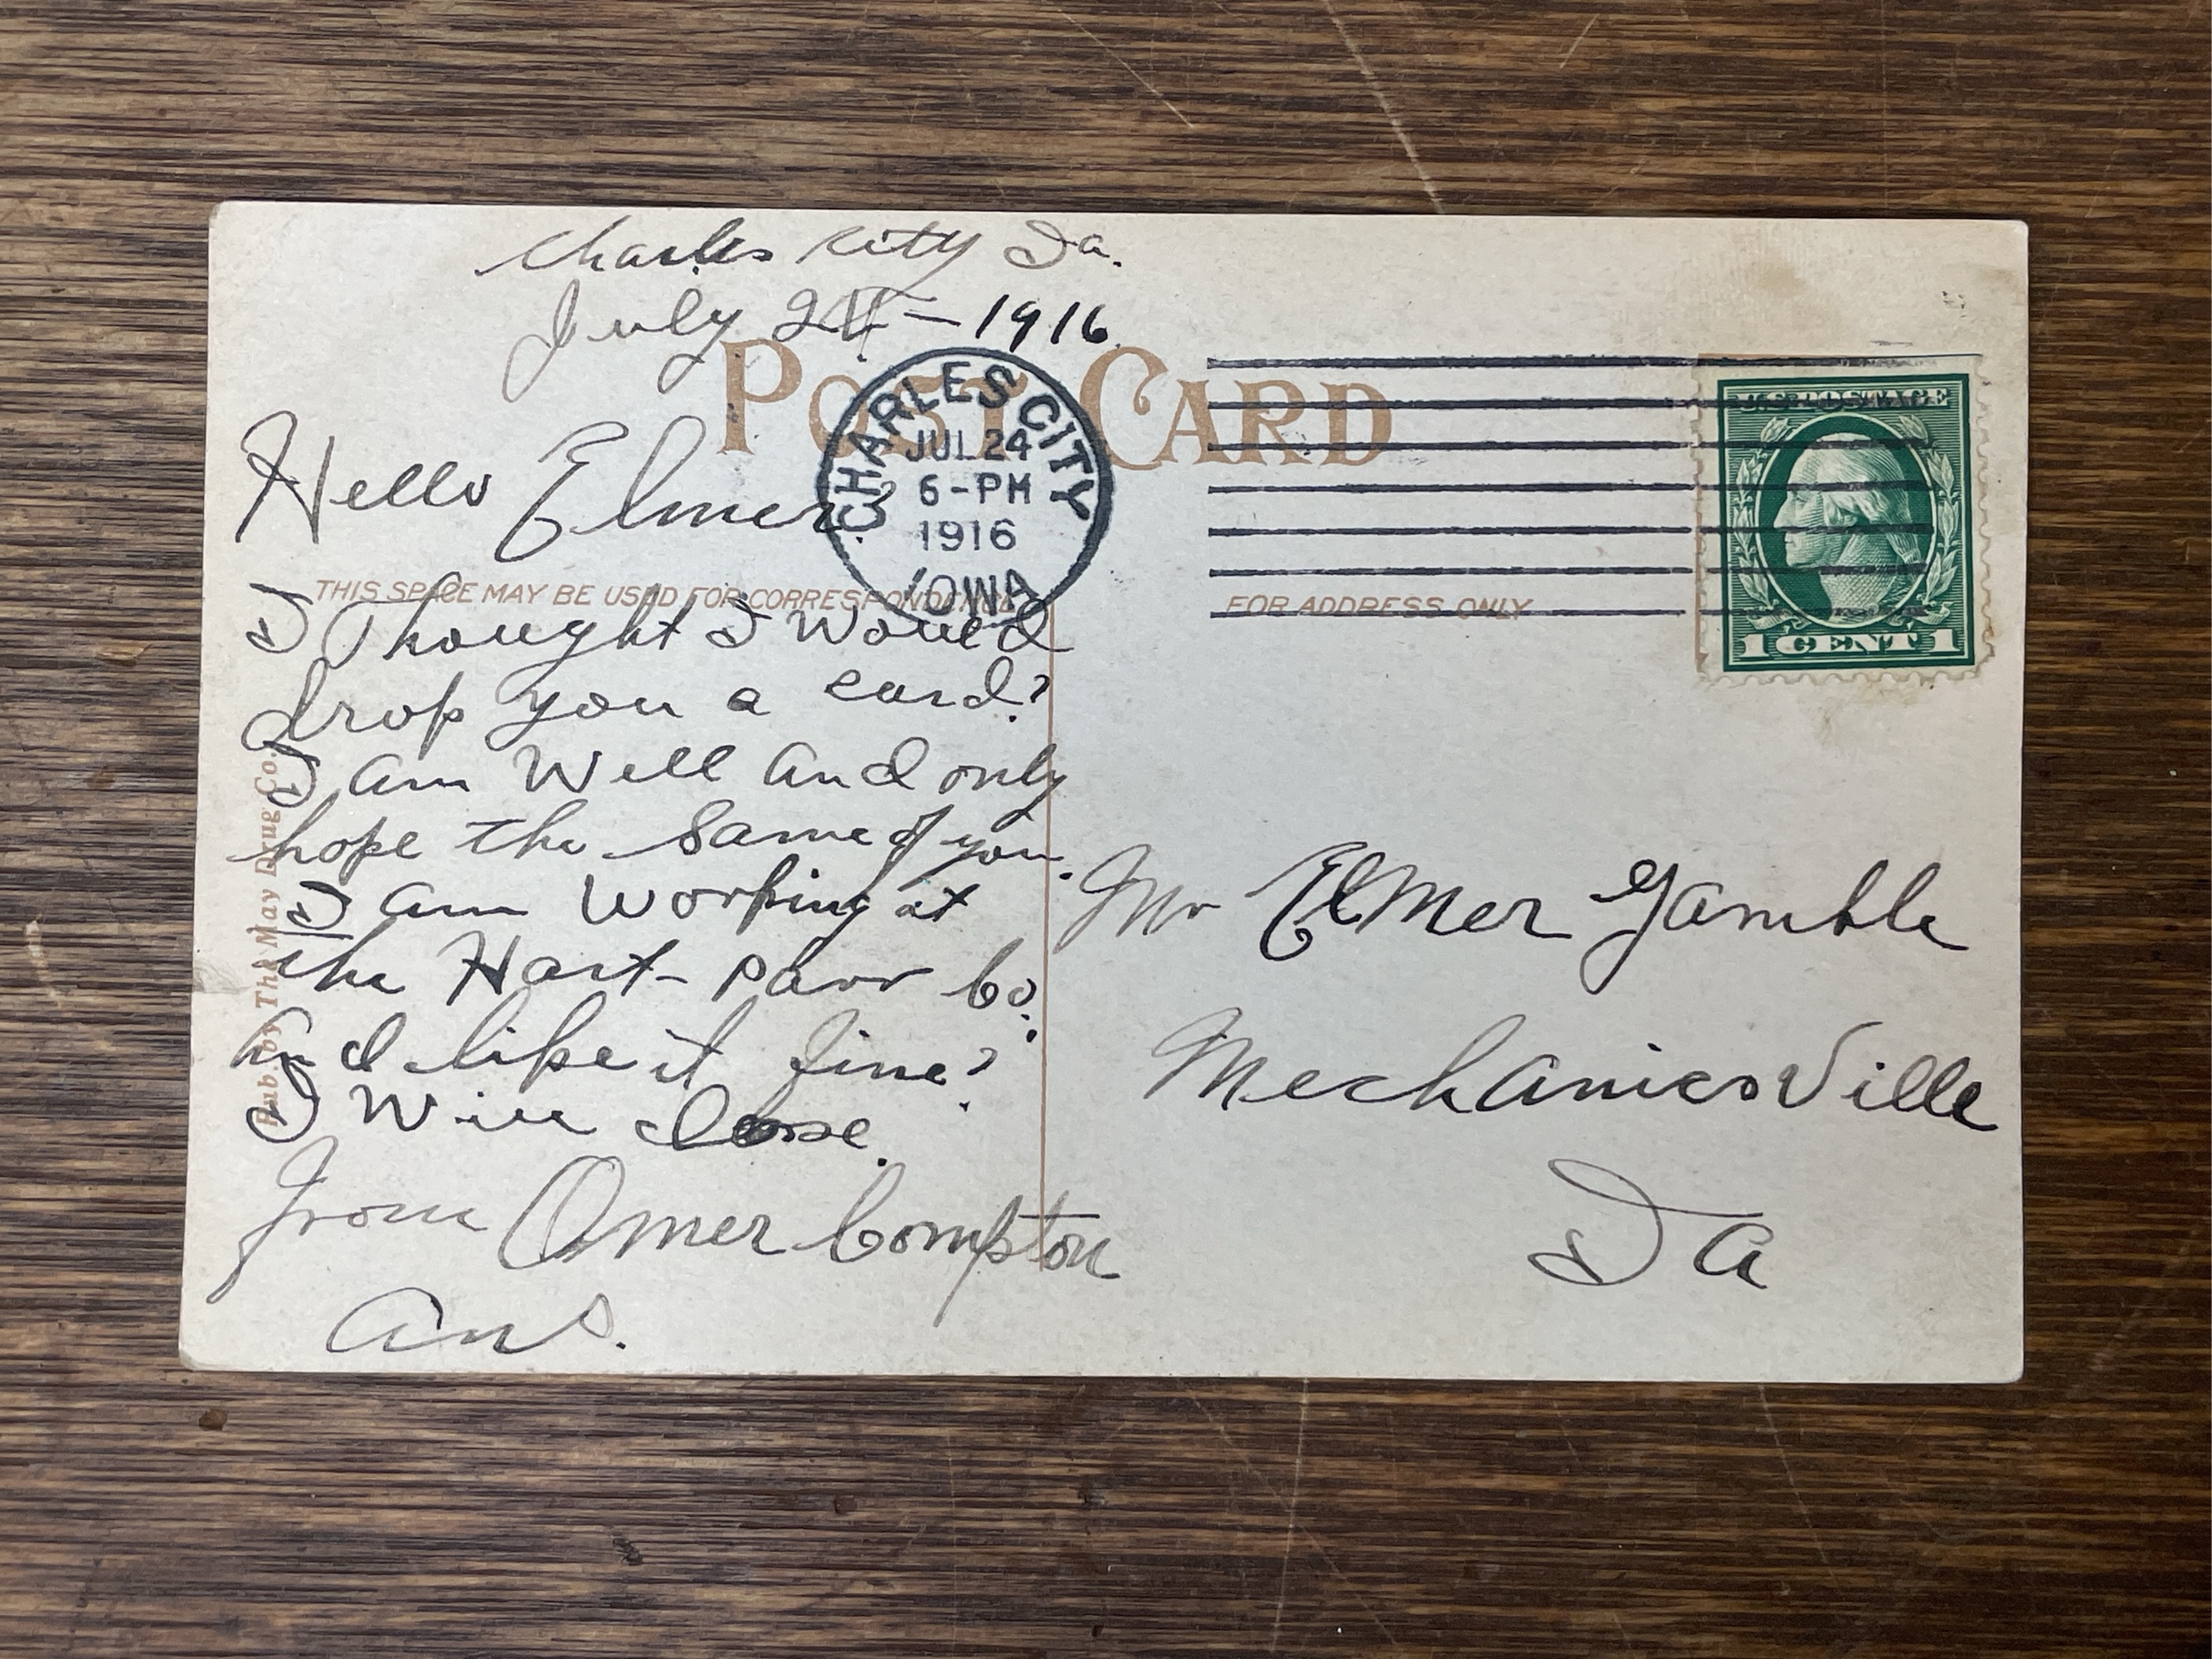 Charles City Ia.
July 24 - 1916.
POST CARD
CHARLES CITY
JUL 24
6-PM
1916
IOWA
U.S. POSTAGE
1 CENT 1
Hello Elmer
THIS SPACE MAY BE USED FOR CORRESPONDENCE
FOR ADDRESS ONLY
I Thought I Would
drop you a card?
I am Well and only
hope the same of you.
I am Working at
the Hart-Parr Co.
And like it fine?
I Will Close.
From Omer Compton
Ans.
Mr Elmer Gamble
MechanicsVille
Ia
Pub. by The May Drug Co.